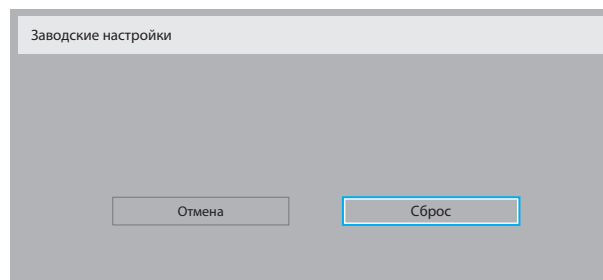 Заводские настройки
Отмена
Сброс